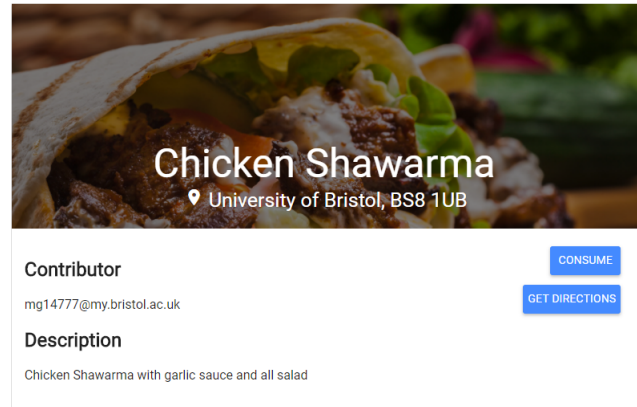 Chicken Shawarma
University of Bristol, BS8 1UB
Contributor
CONSUME
mg14777@my.bristol.ac.uk
GET DIRECTIONS
Description
Chicken Shawarma with garlic sauce and all salad